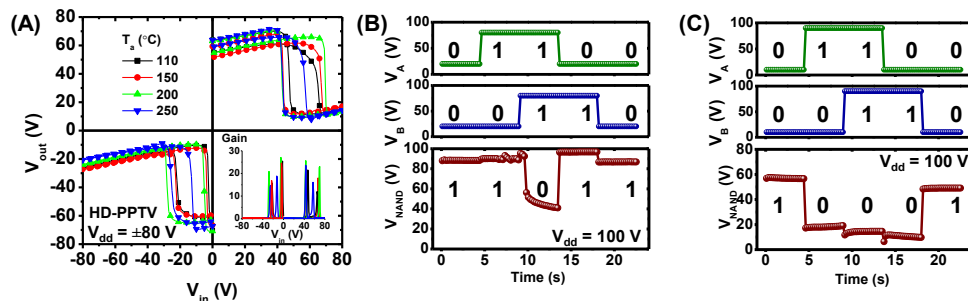 (A)
T_a (°C)
110
150
200
250
V_out (V)
80
60
40
20
0
-20
-40
-60
-80
HD-PPTV
V_dd = ±80 V
Gain
30
20
10
0
-80 -40 0 40 80
V_in (V)
-80 -60 -40 -20 0 20 40 60 80
V_in (V)
(B)
V_A (V)
100
50
0
0 1 1 0 0
V_B (V)
100
50
0
0 0 1 1 0
V_NAND (V)
100
80
60
40
20
0
1 1 0 1 1
V_dd = 100 V
0 5 10 15 20
Time (s)
(C)
V_A (V)
100
50
0
0 1 1 0 0
V_B (V)
100
50
0
0 0 1 1 0
V_NAND (V)
80
40
0
V_dd = 100 V
1 0 0 0 1
0 5 10 15 20
Time (s)